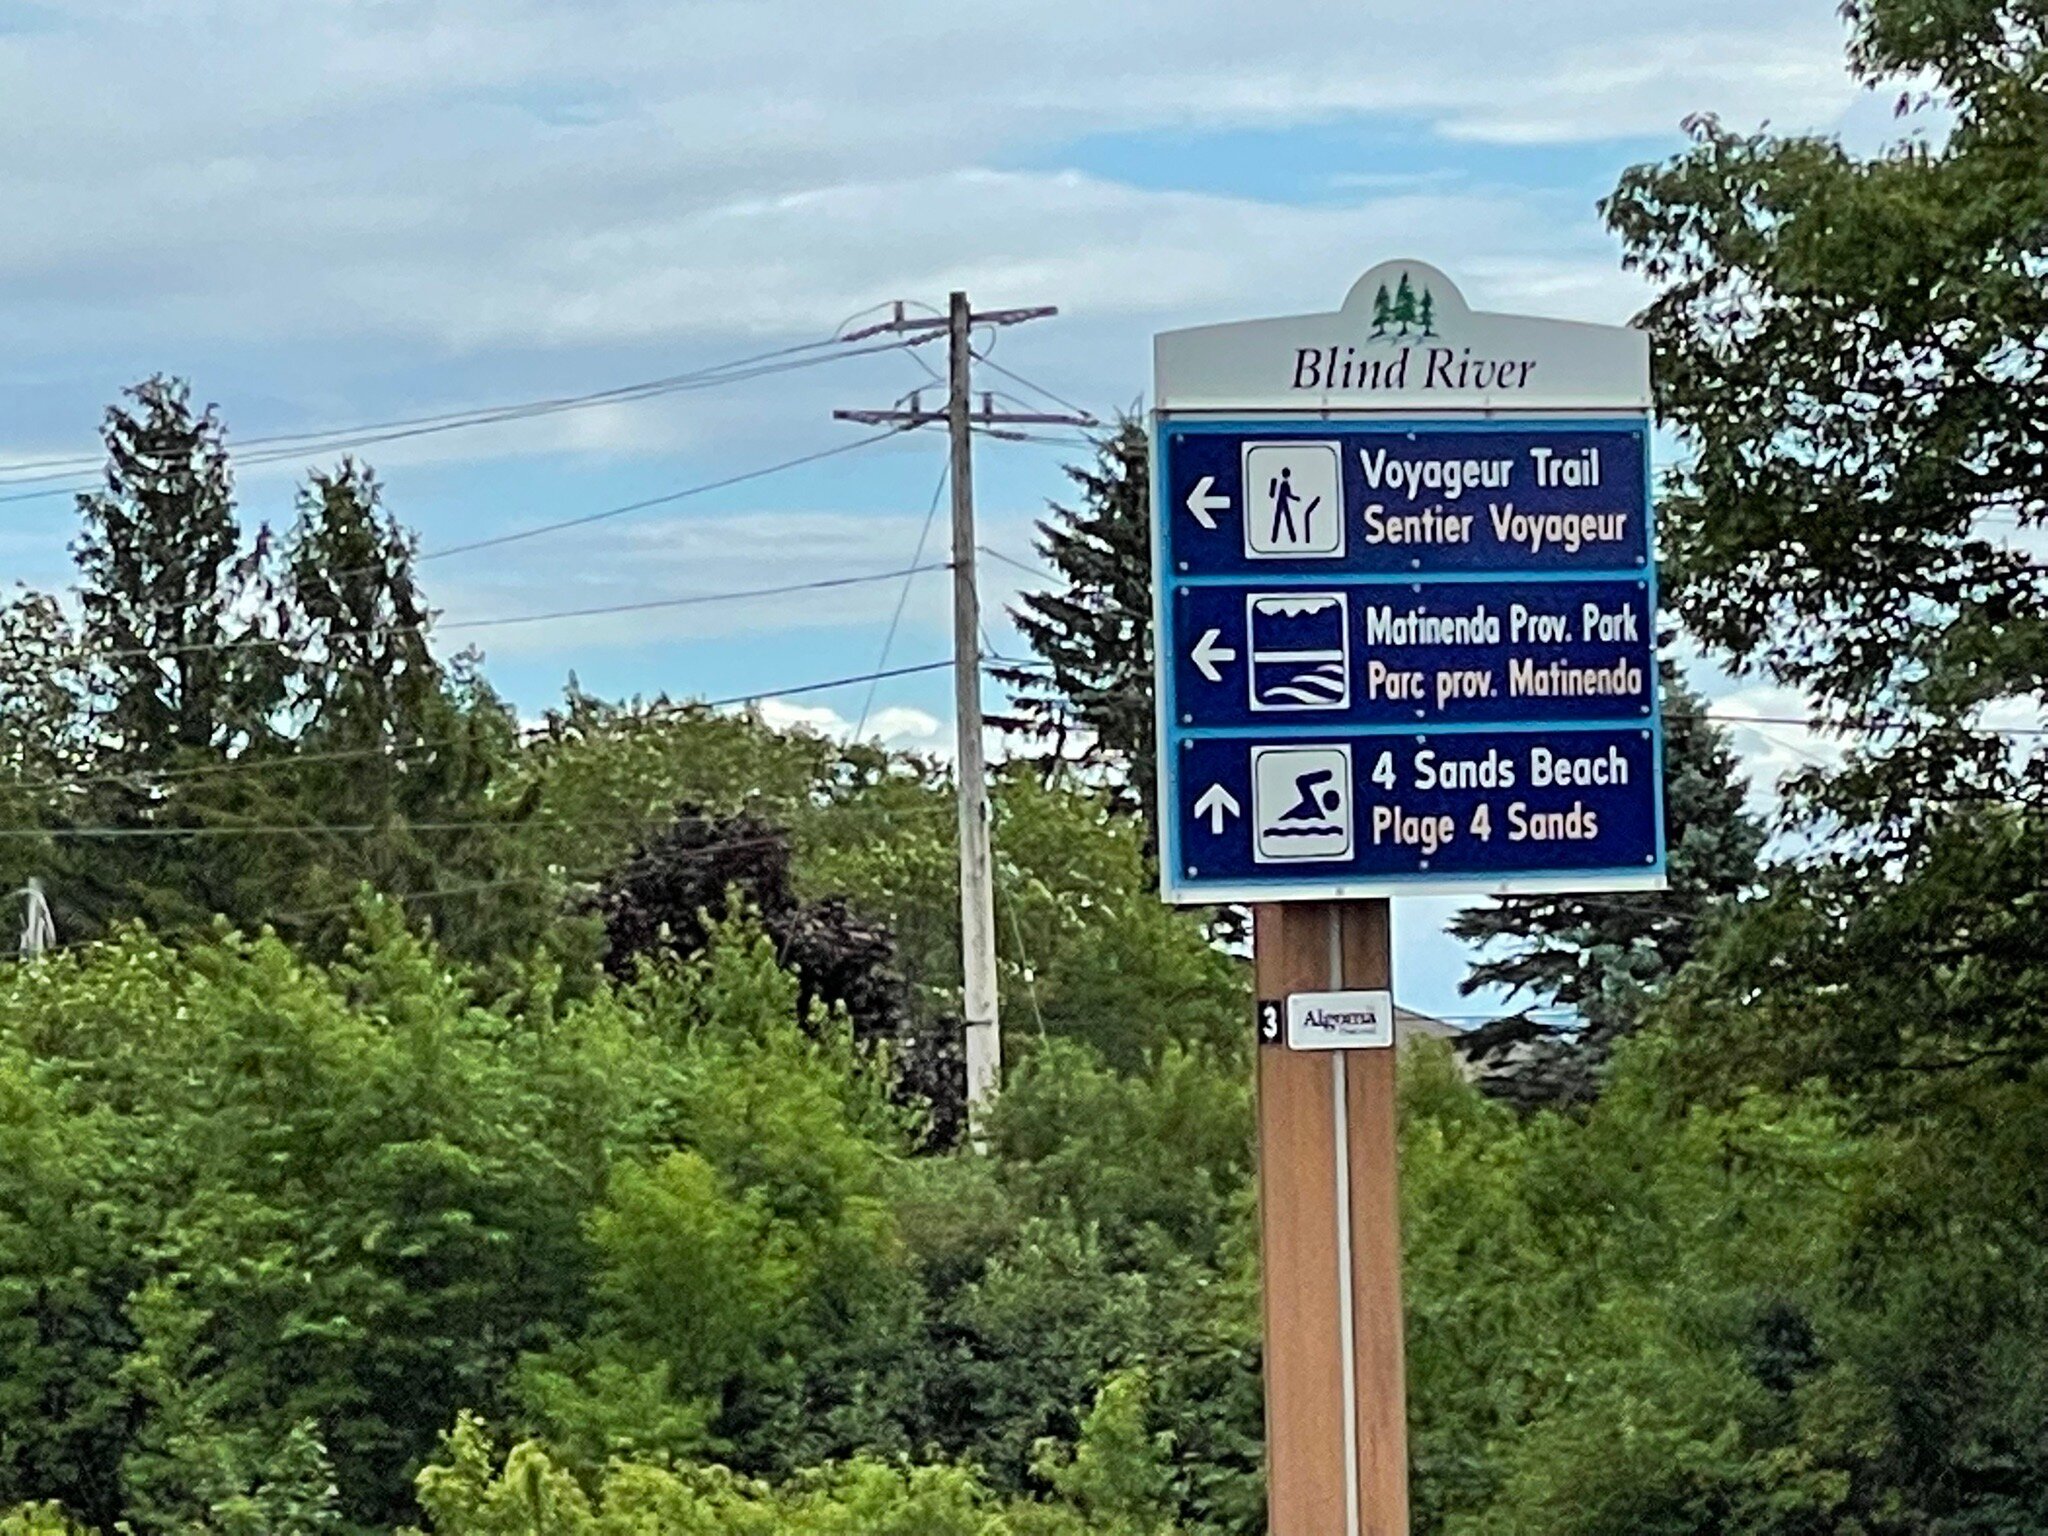 Blind River
Voyageur Trail
Sentier Voyageur
Matinenda Prov. Park
Parc prov. Matinenda
4 Sands Beach
Plage 4 Sands
3 Algoma